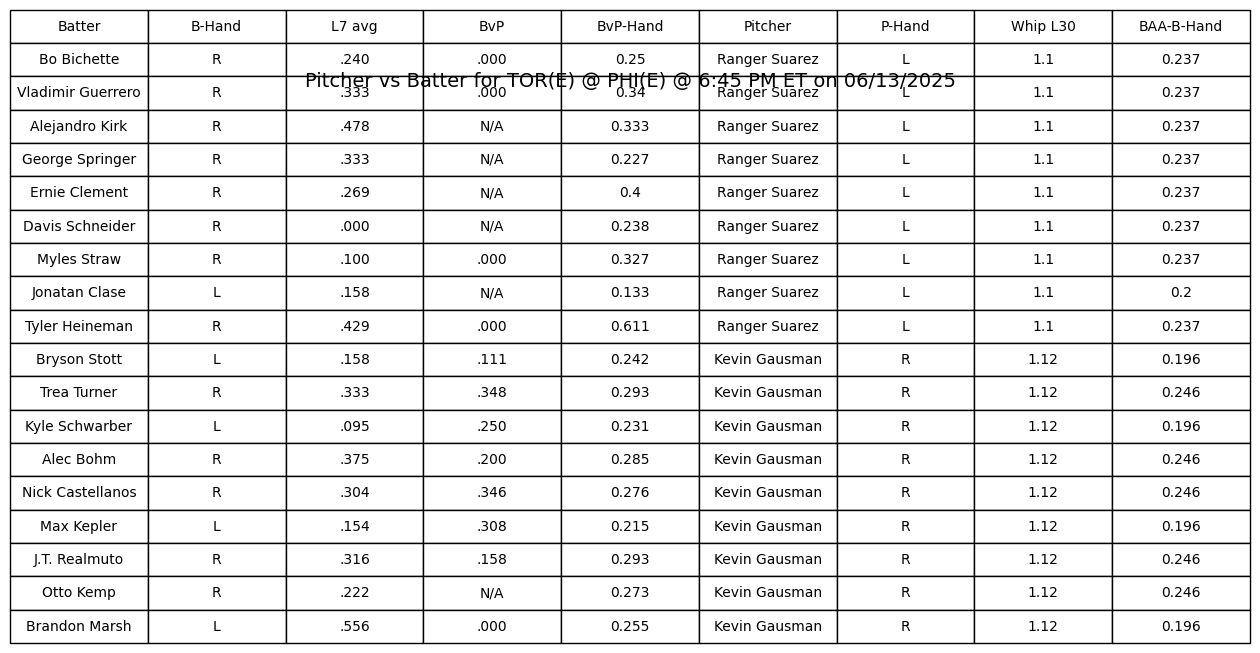 Batter B-Hand L7 avg BvP BvP-Hand Pitcher P-Hand Whip L30 BAA-B-Hand
Bo Bichette R .240 .000 0.25 Ranger Suarez L 1.1 0.237
Pitcher vs Batter for TOR(E) @ PHI(E) @ 6:45 PM ET on 06/13/2025
Vladimir Guerrero R .333 .000 0.34 Ranger Suarez L 1.1 0.237
Alejandro Kirk R .478 N/A 0.333 Ranger Suarez L 1.1 0.237
George Springer R .333 N/A 0.227 Ranger Suarez L 1.1 0.237
Ernie Clement R .269 N/A 0.4 Ranger Suarez L 1.1 0.237
Davis Schneider R .000 N/A 0.238 Ranger Suarez L 1.1 0.237
Myles Straw R .100 .000 0.327 Ranger Suarez L 1.1 0.237
Jonatan Clase L .158 N/A 0.133 Ranger Suarez L 1.1 0.2
Tyler Heineman R .429 .000 0.611 Ranger Suarez L 1.1 0.237
Bryson Stott L .158 .111 0.242 Kevin Gausman R 1.12 0.196
Trea Turner R .333 .348 0.293 Kevin Gausman R 1.12 0.246
Kyle Schwarber L .095 .250 0.231 Kevin Gausman R 1.12 0.196
Alec Bohm R .375 .200 0.285 Kevin Gausman R 1.12 0.246
Nick Castellanos R .304 .346 0.276 Kevin Gausman R 1.12 0.246
Max Kepler L .154 .308 0.215 Kevin Gausman R 1.12 0.196
J.T. Realmuto R .316 .158 0.293 Kevin Gausman R 1.12 0.246
Otto Kemp R .222 N/A 0.273 Kevin Gausman R 1.12 0.246
Brandon Marsh L .556 .000 0.255 Kevin Gausman R 1.12 0.196